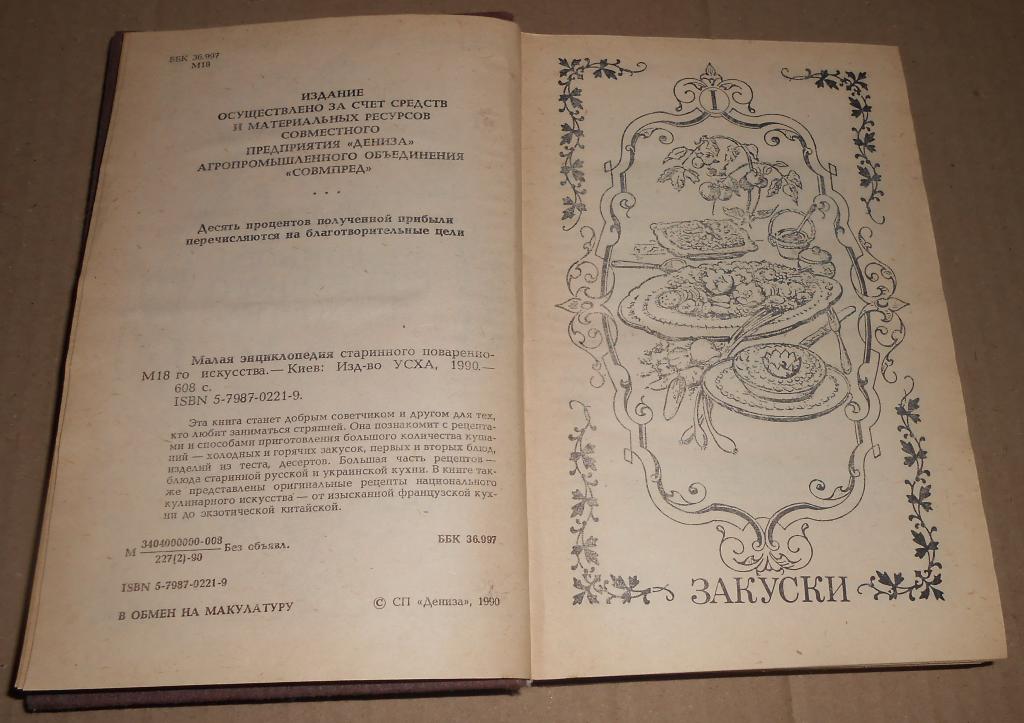 ББК 36.997
М18
ИЗДАНИЕ
ОСУЩЕСТВЛЕНО ЗА СЧЕТ СРЕДСТВ
И МАТЕРИАЛЬНЫХ РЕСУРСОВ
СОВМЕСТНОГО
ПРЕДПРИЯТИЯ «ДЕНИЗА»
АГРОПРОМЫШЛЕННОГО ОБЪЕДИНЕНИЯ
«СОВМПРЕД»
• • •
Десять процентов полученной прибыли
перечисляются на благотворительные цели
Малая энциклопедия старинного поваренно-
М18 го искусства.— Киев: Изд-во УСХА, 1990.—
608 с.
ISBN 5-7987-0221-9.
Эта книга станет добрым советчиком и другом для тех,
кто любит заниматься стряпней. Она познакомит с рецепта-
ми и способами приготовления большого количества куша-
ний — холодных и горячих закусок, первых и вторых блюд,
изделий из теста, десертов. Большая часть рецептов —
блюда старинной русской и украинской кухни. В книге так-
же представлены оригинальные рецепты национального
кулинарного искусства — от изысканной французской кух-
ни до экзотической китайской.
М 3404000000-008
227(2)-90 Без объявл.
ББК 36.997
ISBN 5-7987-0221-9
В ОБМЕН НА МАКУЛАТУРУ
© СП «Дениза», 1990
I
ЗАКУСКИ